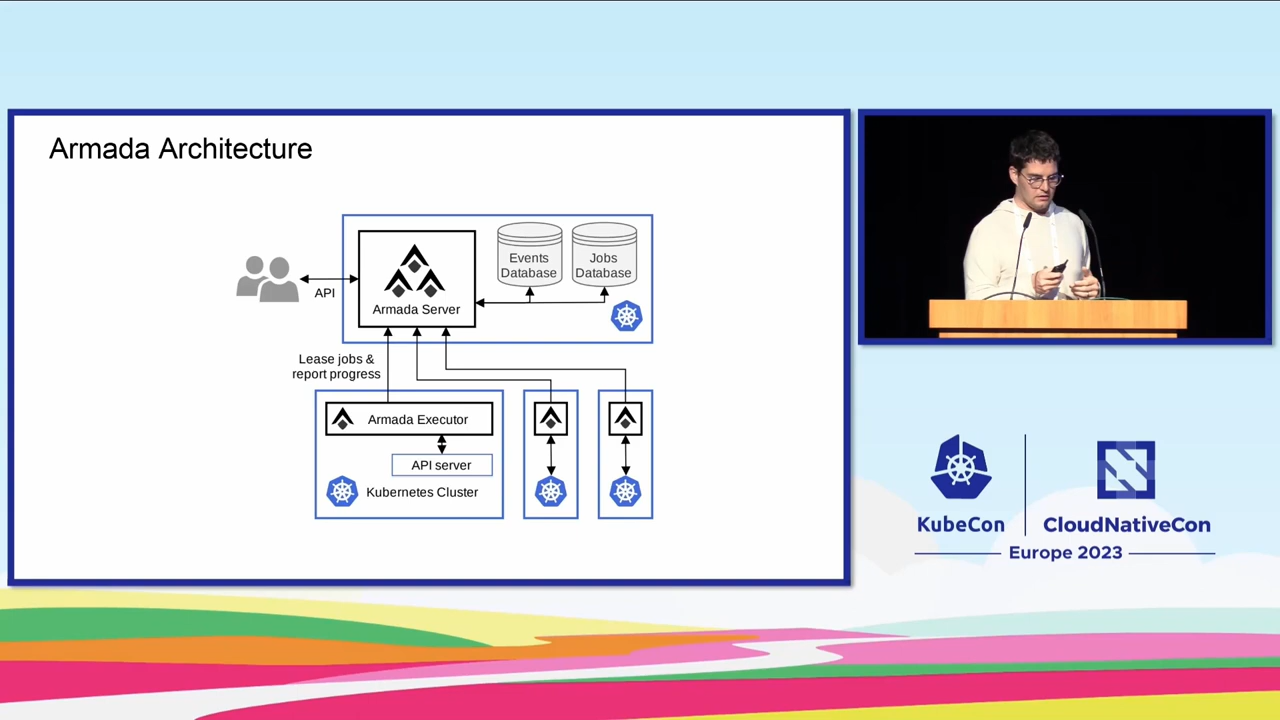 Armada Architecture
Events
Database
Jobs
Database
API
Armada Server
Lease jobs &
report progress
Armada Executor
API server
Kubernetes Cluster
KubeCon
CloudNativeCon
Europe 2023